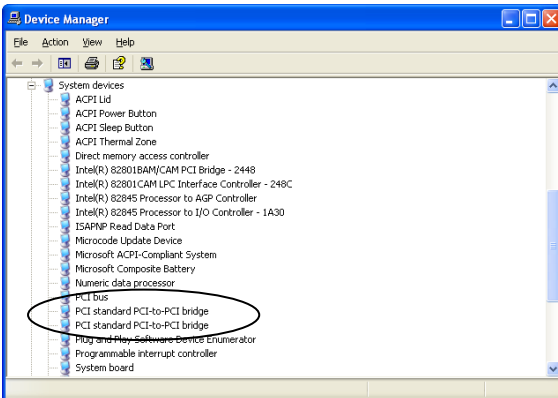 Device Manager
File Action View Help
System devices
ACPI Lid
ACPI Power Button
ACPI Sleep Button
ACPI Thermal Zone
Direct memory access controller
Intel(R) 82801BAM/CAM PCI Bridge - 2448
Intel(R) 82801CAM LPC Interface Controller - 248C
Intel(R) 82845 Processor to AGP Controller
Intel(R) 82845 Processor to I/O Controller - 1A30
ISAPNP Read Data Port
Microcode Update Device
Microsoft ACPI-Compliant System
Microsoft Composite Battery
Numeric data processor
PCI bus
PCI standard PCI-to-PCI bridge
PCI standard PCI-to-PCI bridge
Plug and Play Software Device Enumerator
Programmable interrupt controller
System board